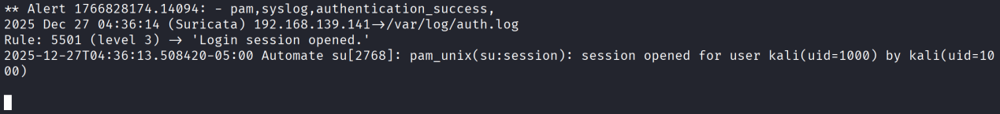 ** Alert 1766828174.14094: - pam,syslog,authentication_success,
2025 Dec 27 04:36:14 (Suricata) 192.168.139.141->/var/log/auth.log
Rule: 5501 (level 3) -> 'Login session opened.'
2025-12-27T04:36:13.508420-05:00 Automate su[2768]: pam_unix(su:session): session opened for user kali(uid=1000) by kali(uid=10
00)